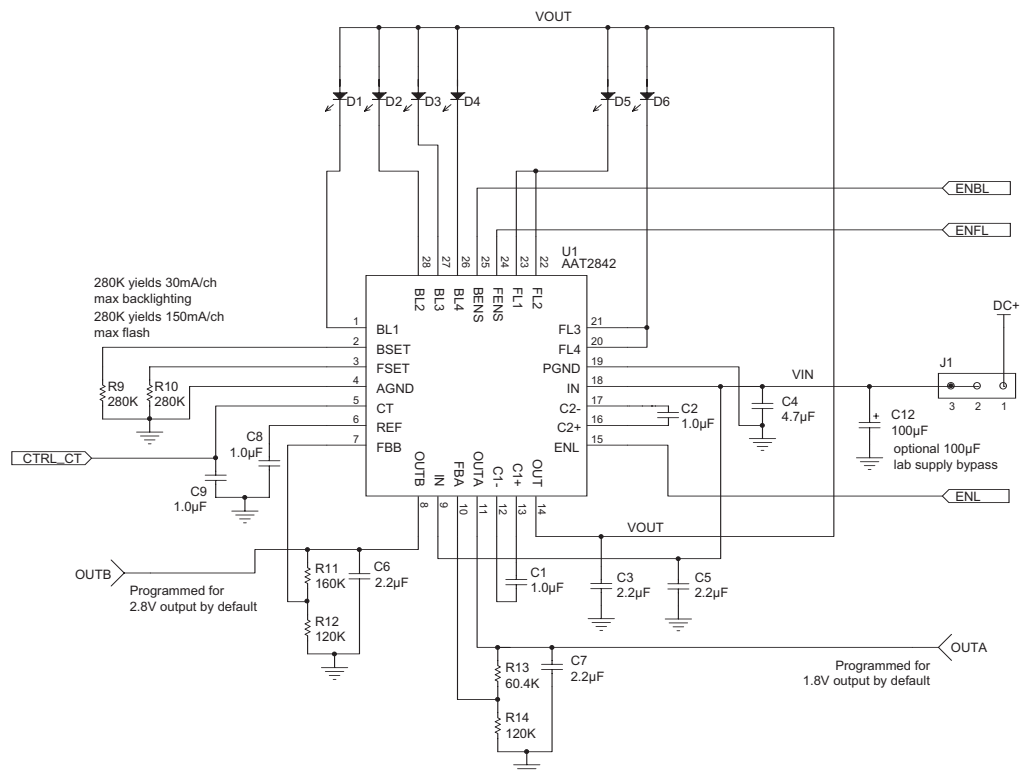 VOUT
D1
D2
D3
D4
D5
D6
ENBL
ENFL
U1
AAT2842
28
27
26
25
24
23
22
BL2
BL3
BL4
BENS
FENS
FL1
FL2
280K yields 30mA/ch
max backlighting
280K yields 150mA/ch
max flash
1
BL1
2
BSET
3
FSET
4
AGND
5
CT
6
REF
7
FBB
FL3
21
FL4
20
PGND
19
IN
18
C2-
17
C2+
16
ENL
15
R9
280K
R10
280K
CTRL_CT
C8
1.0µF
C9
1.0µF
C2
1.0µF
VIN
C4
4.7µF
DC+
J1
3
2
1
+
C12
100µF
optional 100µF
lab supply bypass
ENL
OUTB
IN
FBA
OUTA
C1-
C1+
OUT
8
9
10
11
12
13
14
VOUT
OUTB
Programmed for
2.8V output by default
R11
160K
R12
120K
C6
2.2µF
C1
1.0µF
C3
2.2µF
C5
2.2µF
R13
60.4K
R14
120K
C7
2.2µF
OUTA
Programmed for
1.8V output by default